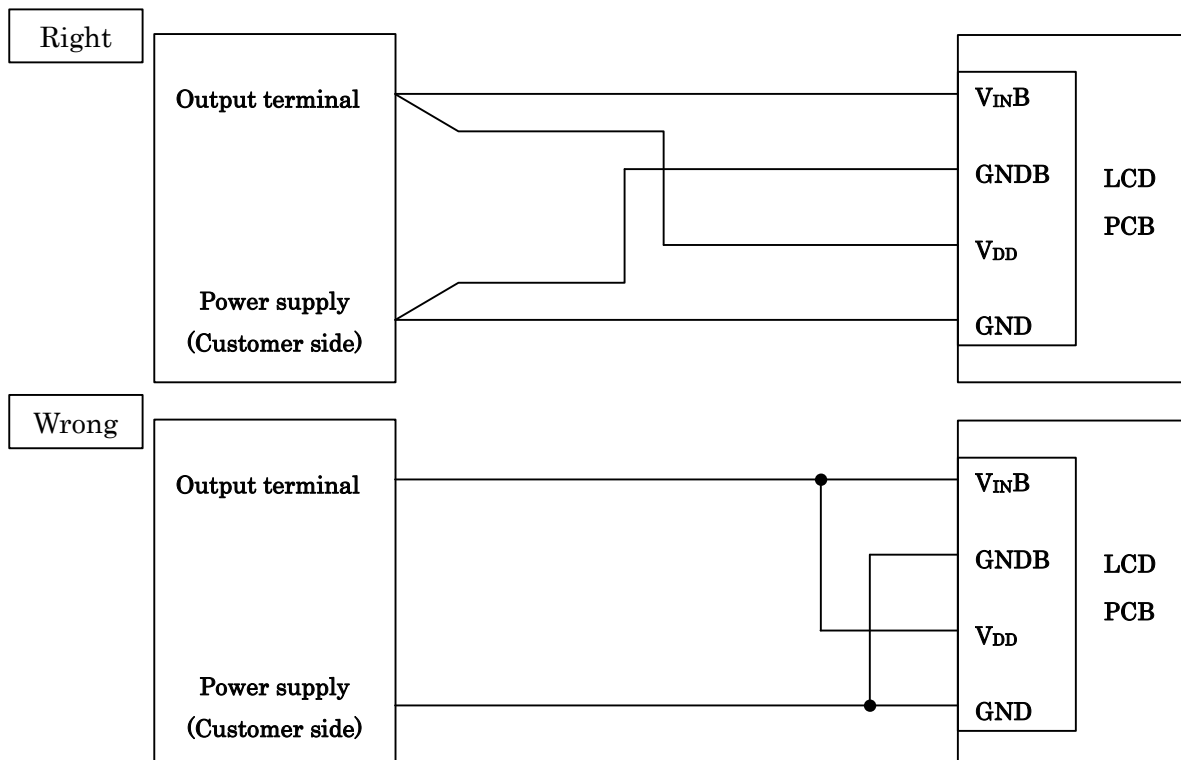 Right
Output terminal
VINB
GNDB
LCD
PCB
VDD
Power supply
(Customer side)
GND
Wrong
Output terminal
VINB
GNDB
LCD
PCB
VDD
Power supply
(Customer side)
GND